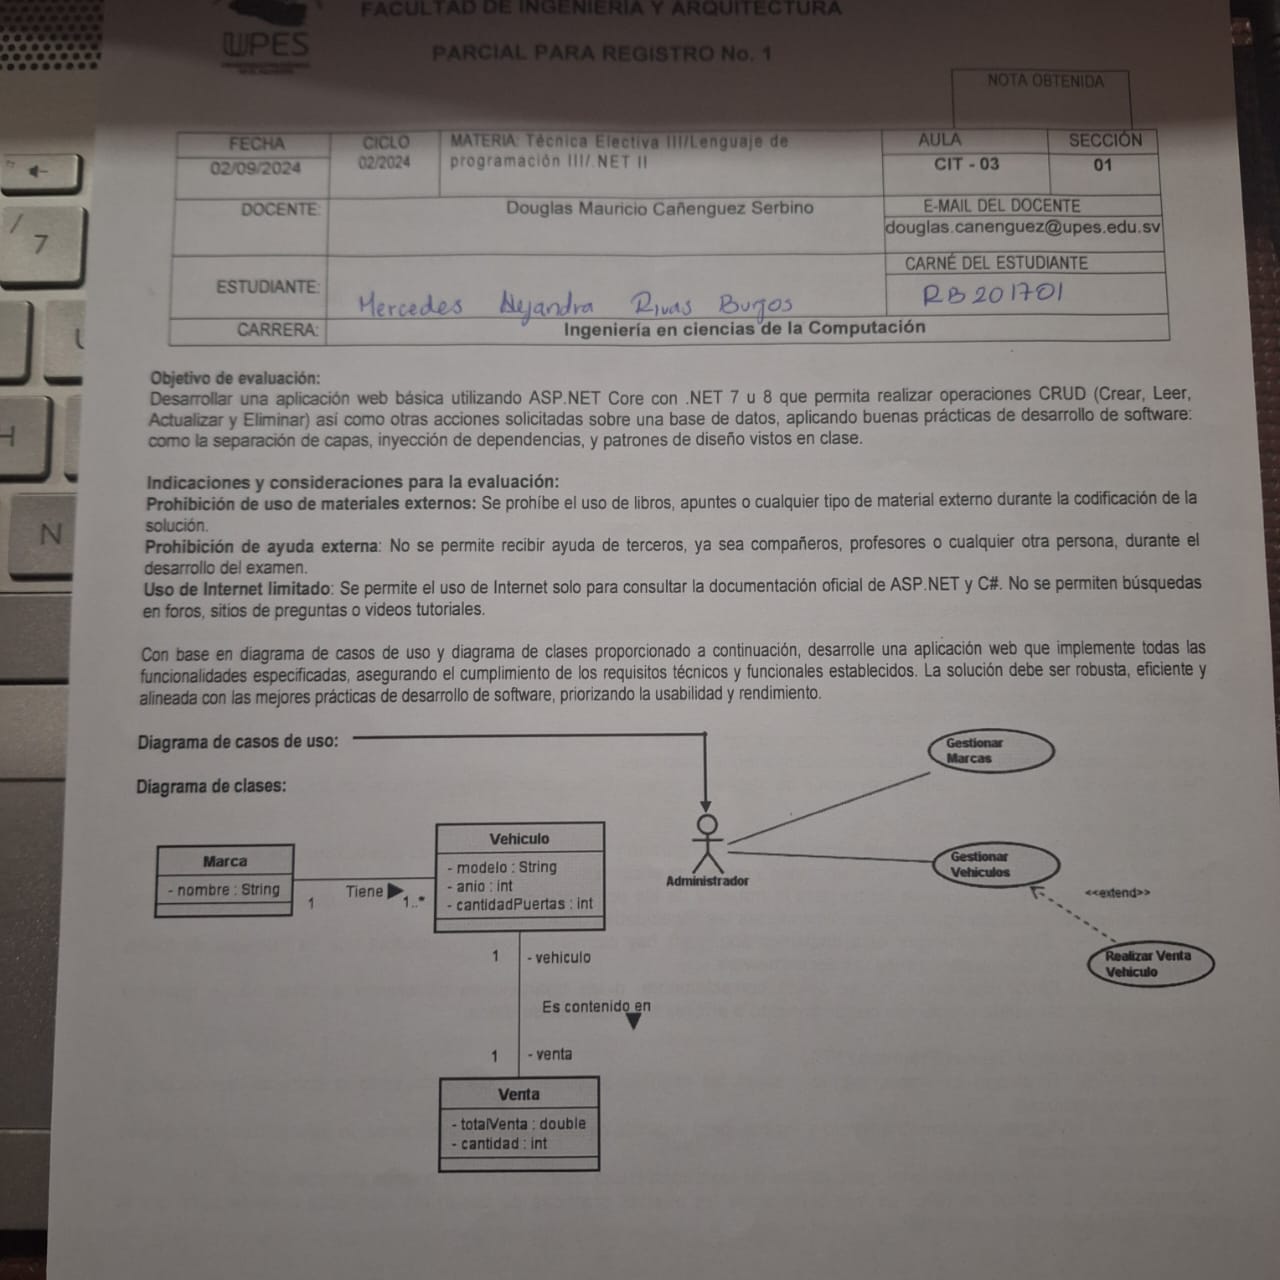 FACULTAD DE INGENIERÍA Y ARQUITECTURA
UPES
PARCIAL PARA REGISTRO No. 1
NOTA OBTENIDA
FECHA
02/09/2024
CICLO
02/2024
MATERIA: Técnica Electiva III/Lenguaje de
programación III/.NET II
AULA
CIT - 03
SECCIÓN
01
DOCENTE:
Douglas Mauricio Cañenguez Serbino
E-MAIL DEL DOCENTE
douglas.canenguez@upes.edu.sv
ESTUDIANTE:
Mercedes Alejandra Rivas Burgos
CARNÉ DEL ESTUDIANTE
RB201701
CARRERA:
Ingeniería en ciencias de la Computación
Objetivo de evaluación:
Desarrollar una aplicación web básica utilizando ASP.NET Core con .NET 7 u 8 que permita realizar operaciones CRUD (Crear, Leer,
Actualizar y Eliminar) así como otras acciones solicitadas sobre una base de datos, aplicando buenas prácticas de desarrollo de software:
como la separación de capas, inyección de dependencias, y patrones de diseño vistos en clase.
Indicaciones y consideraciones para la evaluación:
Prohibición de uso de materiales externos: Se prohíbe el uso de libros, apuntes o cualquier tipo de material externo durante la codificación de la
solución.
Prohibición de ayuda externa: No se permite recibir ayuda de terceros, ya sea compañeros, profesores o cualquier otra persona, durante el
desarrollo del examen.
Uso de Internet limitado: Se permite el uso de Internet solo para consultar la documentación oficial de ASP.NET y C#. No se permiten búsquedas
en foros, sitios de preguntas o videos tutoriales.
Con base en diagrama de casos de uso y diagrama de clases proporcionado a continuación, desarrolle una aplicación web que implemente todas las
funcionalidades especificadas, asegurando el cumplimiento de los requisitos técnicos y funcionales establecidos. La solución debe ser robusta, eficiente y
alineada con las mejores prácticas de desarrollo de software, priorizando la usabilidad y rendimiento.
Diagrama de casos de uso:
Gestionar
Marcas
Diagrama de clases:
Marca
- nombre : String
1
Tiene
1..*
Vehiculo
- modelo : String
- anio : int
- cantidadPuertas : int
Administrador
Gestionar
Vehiculos
<<extend>>
Realizar Venta
Vehiculo
1
- vehiculo
Es contenido en
1
- venta
Venta
- totalVenta : double
- cantidad : int
/
7
H
N